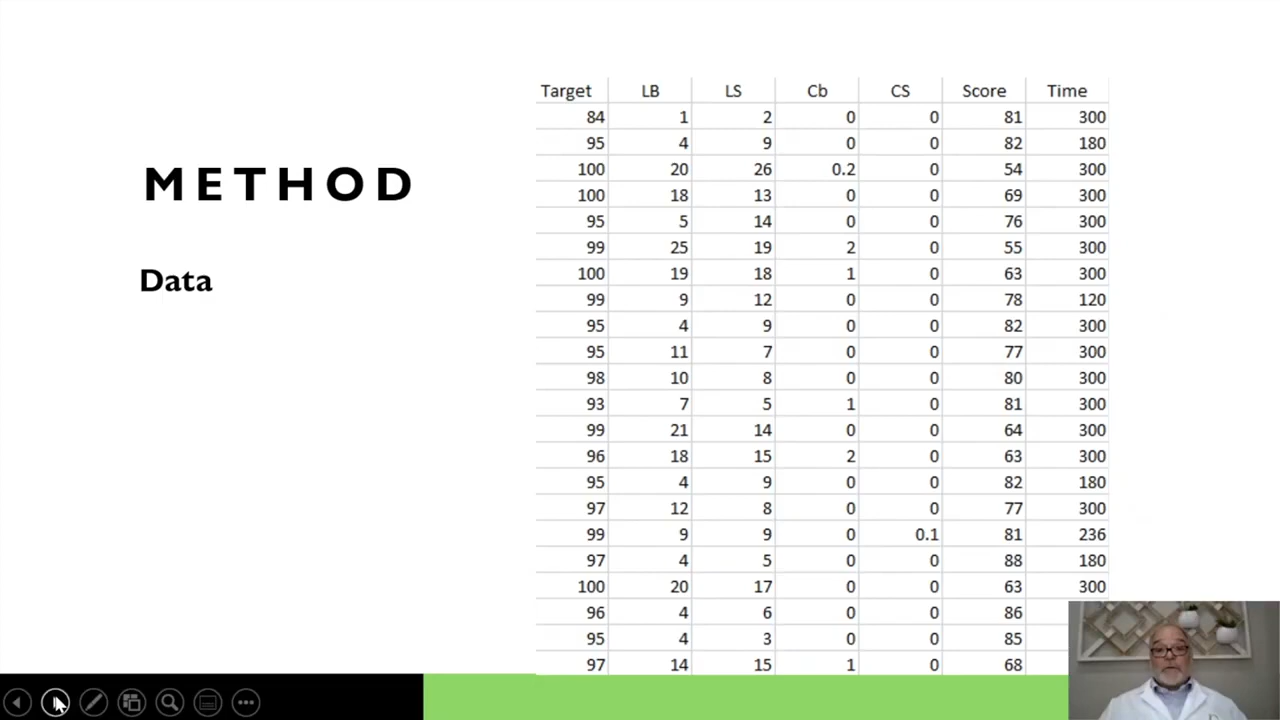 METHOD
Data
Target LB LS Cb CS Score Time
84 1 2 0 0 81 300
95 4 9 0 0 82 180
100 20 26 0.2 0 54 300
100 18 13 0 0 69 300
95 5 14 0 0 76 300
99 25 19 2 0 55 300
100 19 18 1 0 63 300
99 9 12 0 0 78 120
95 4 9 0 0 82 300
95 11 7 0 0 77 300
98 10 8 0 0 80 300
93 7 5 1 0 81 300
99 21 14 0 0 64 300
96 18 15 2 0 63 300
95 4 9 0 0 82 180
97 12 8 0 0 77 300
99 9 9 0 0.1 81 236
97 4 5 0 0 88 180
100 20 17 0 0 63 300
96 4 6 0 0 86
95 4 3 0 0 85
97 14 15 1 0 68